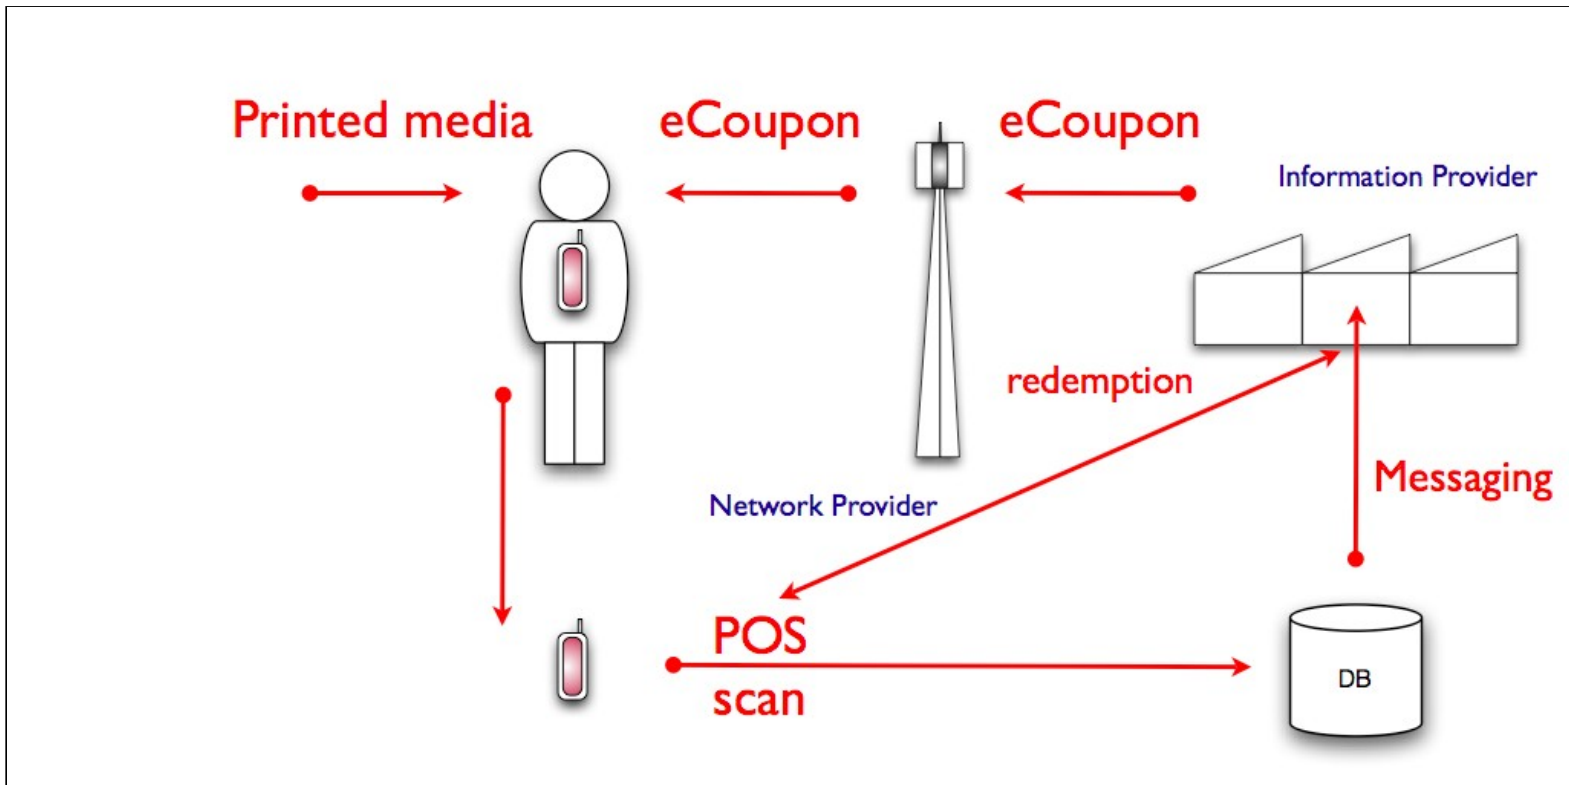 Printed media
eCoupon
eCoupon
Information Provider
redemption
Messaging
Network Provider
POS
scan
DB